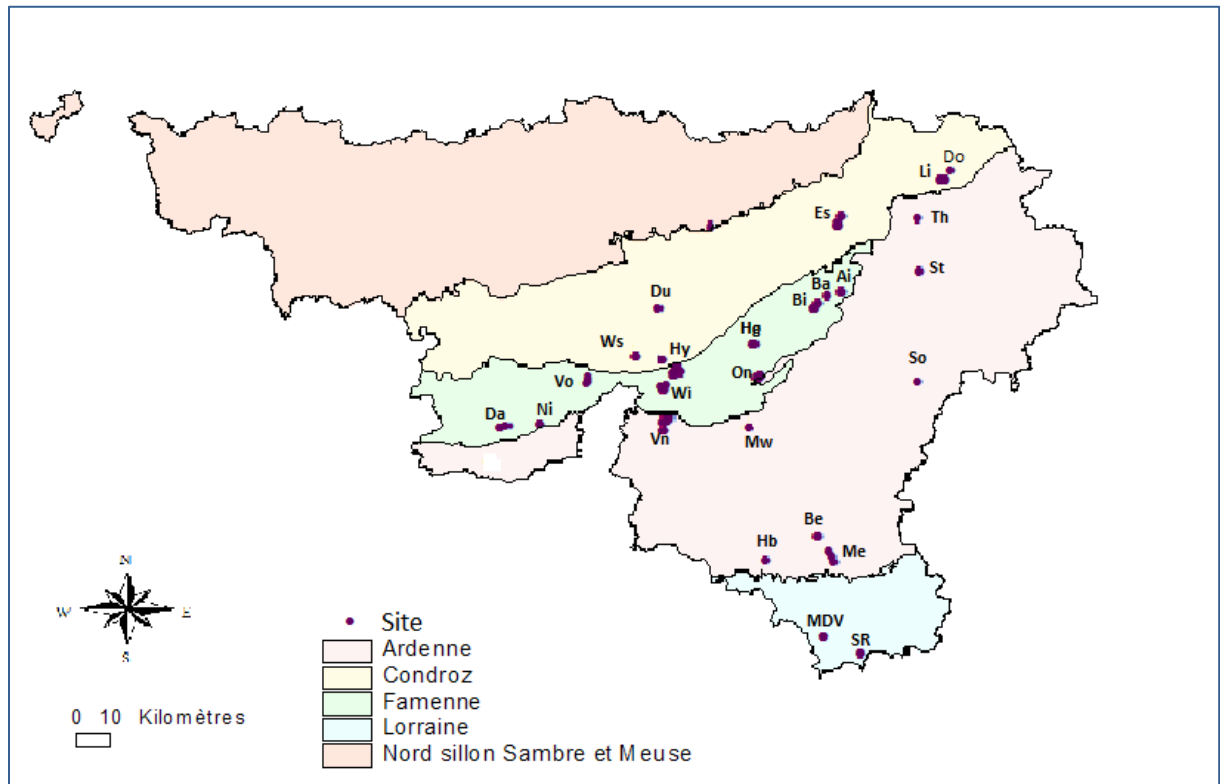 Do
Li
Es
Th
St
Ai
Ba
Bi
Du
Hg
Ws
Hy
On
So
Vo
Wi
Da
Ni
Vn
Mw
Be
Hb
Me
MDV
SR
N
W
E
S
Site
Ardenne
Condroz
Famenne
Lorraine
Nord sillon Sambre et Meuse
0 10 Kilomètres